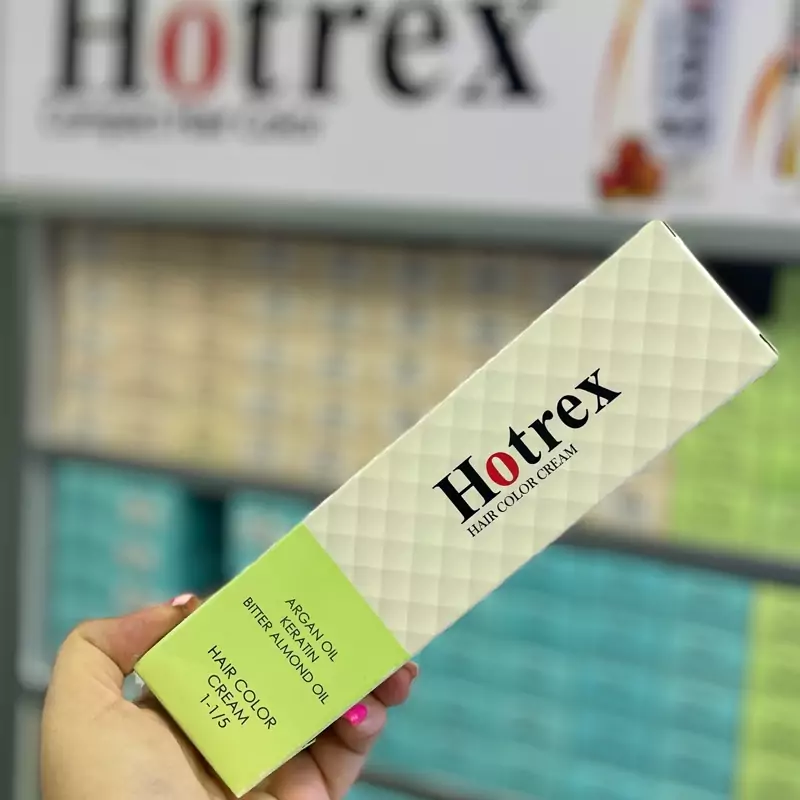 Hotrex
Hotrex
HAIR COLOR CREAM
ARGAN OIL
KERATIN
BITTER ALMOND OIL
HAIR COLOR
CREAM
1-1/5